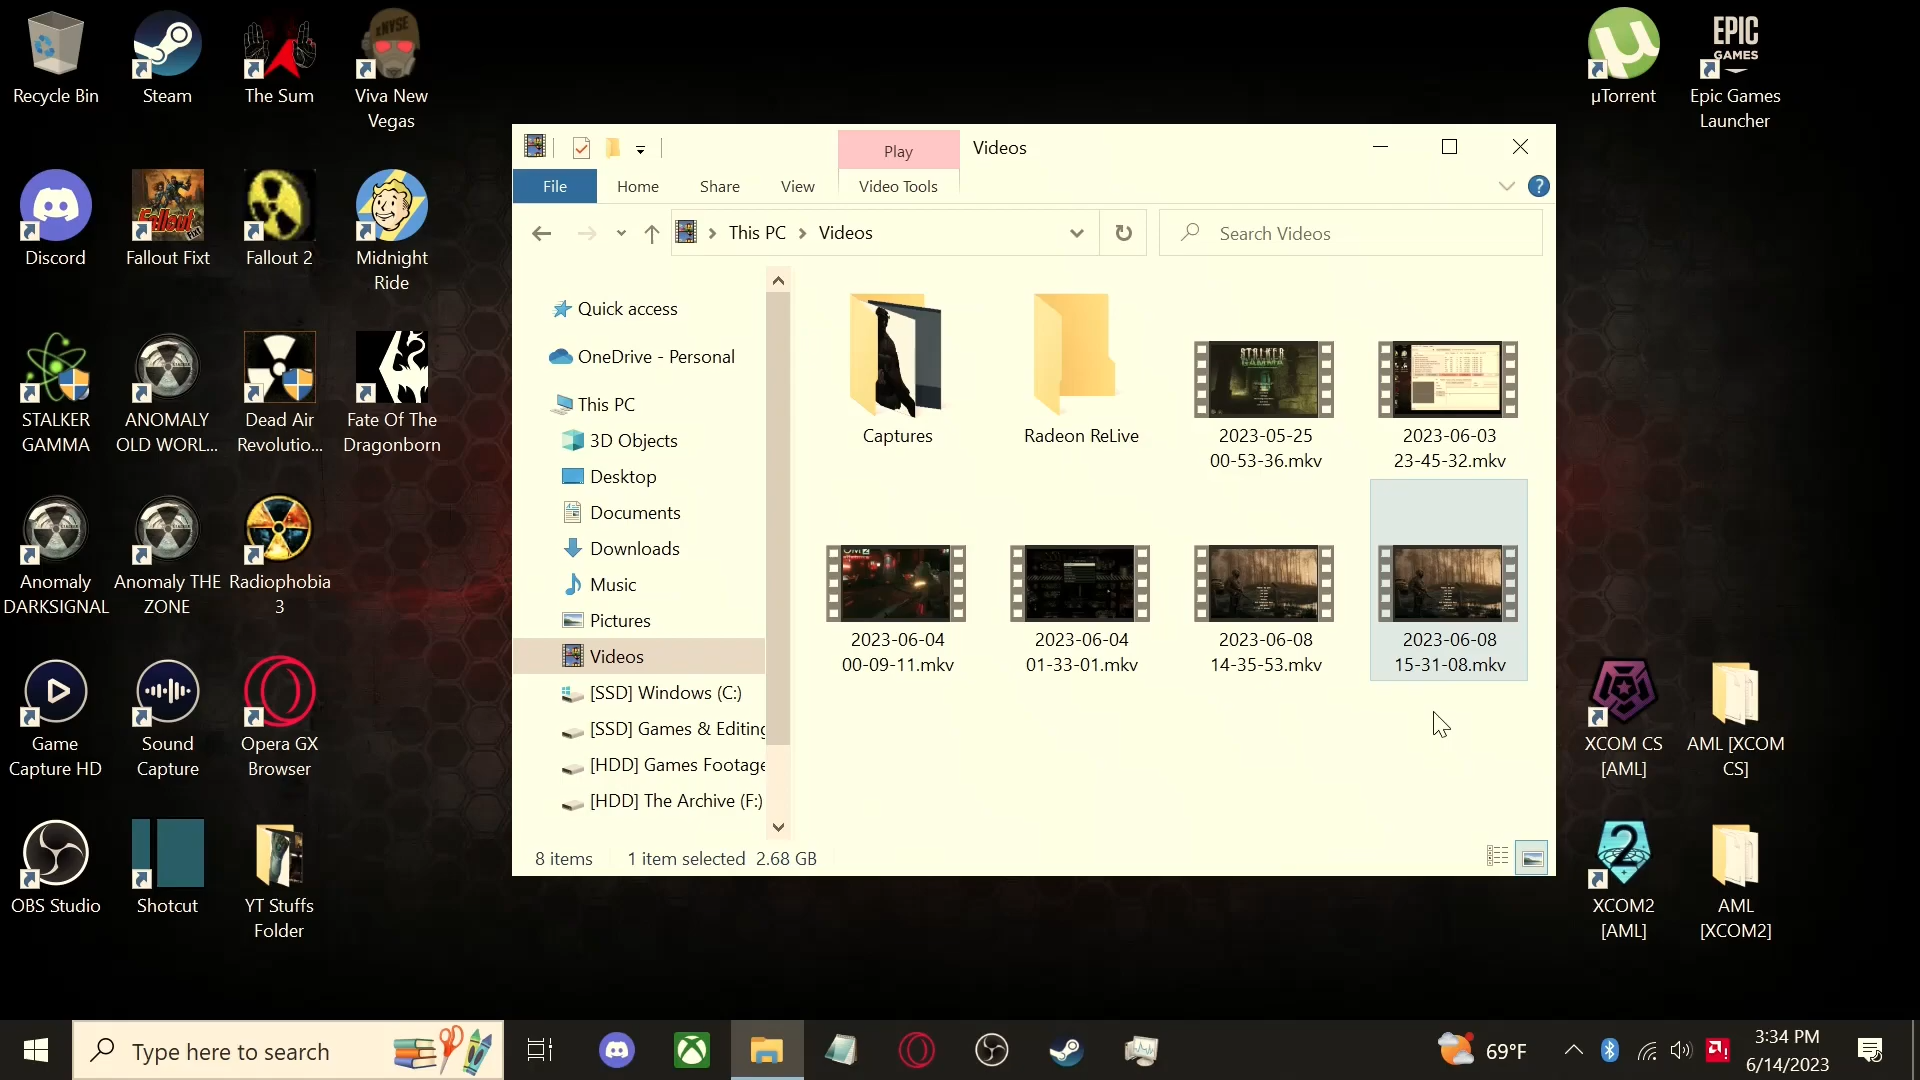 Recycle Bin
Steam
The Sum
Viva New
Vegas
Discord
Fallout Fixt
Fallout 2
Midnight
Ride
STALKER
GAMMA
ANOMALY
OLD WORL...
Dead Air
Revolutio...
Fate Of The
Dragonborn
Anomaly
DARKSIGNAL
Anomaly THE
ZONE
Radiophobia
3
Game
Capture HD
Sound
Capture
Opera GX
Browser
OBS Studio
Shotcut
YT Stuffs
Folder
Play
Videos
File
Home
Share
View
Video Tools
?
This PC
Videos
Search Videos
Quick access
OneDrive - Personal
This PC
3D Objects
Desktop
Documents
Downloads
Music
Pictures
Videos
[SSD] Windows (C:)
[SSD] Games & Editing
[HDD] Games Footage
[HDD] The Archive (F:)
Captures
Radeon ReLive
STALKER
GAMMA
2023-05-25
00-53-36.mkv
2023-06-03
23-45-32.mkv
2023-06-04
00-09-11.mkv
2023-06-04
01-33-01.mkv
2023-06-08
14-35-53.mkv
2023-06-08
15-31-08.mkv
8 items
1 item selected 2.68 GB
µTorrent
EPIC
GAMES
Epic Games
Launcher
XCOM CS
[AML]
AML [XCOM
CS]
2
XCOM2
[AML]
AML
[XCOM2]
Type here to search
69°F
3:34 PM
6/14/2023